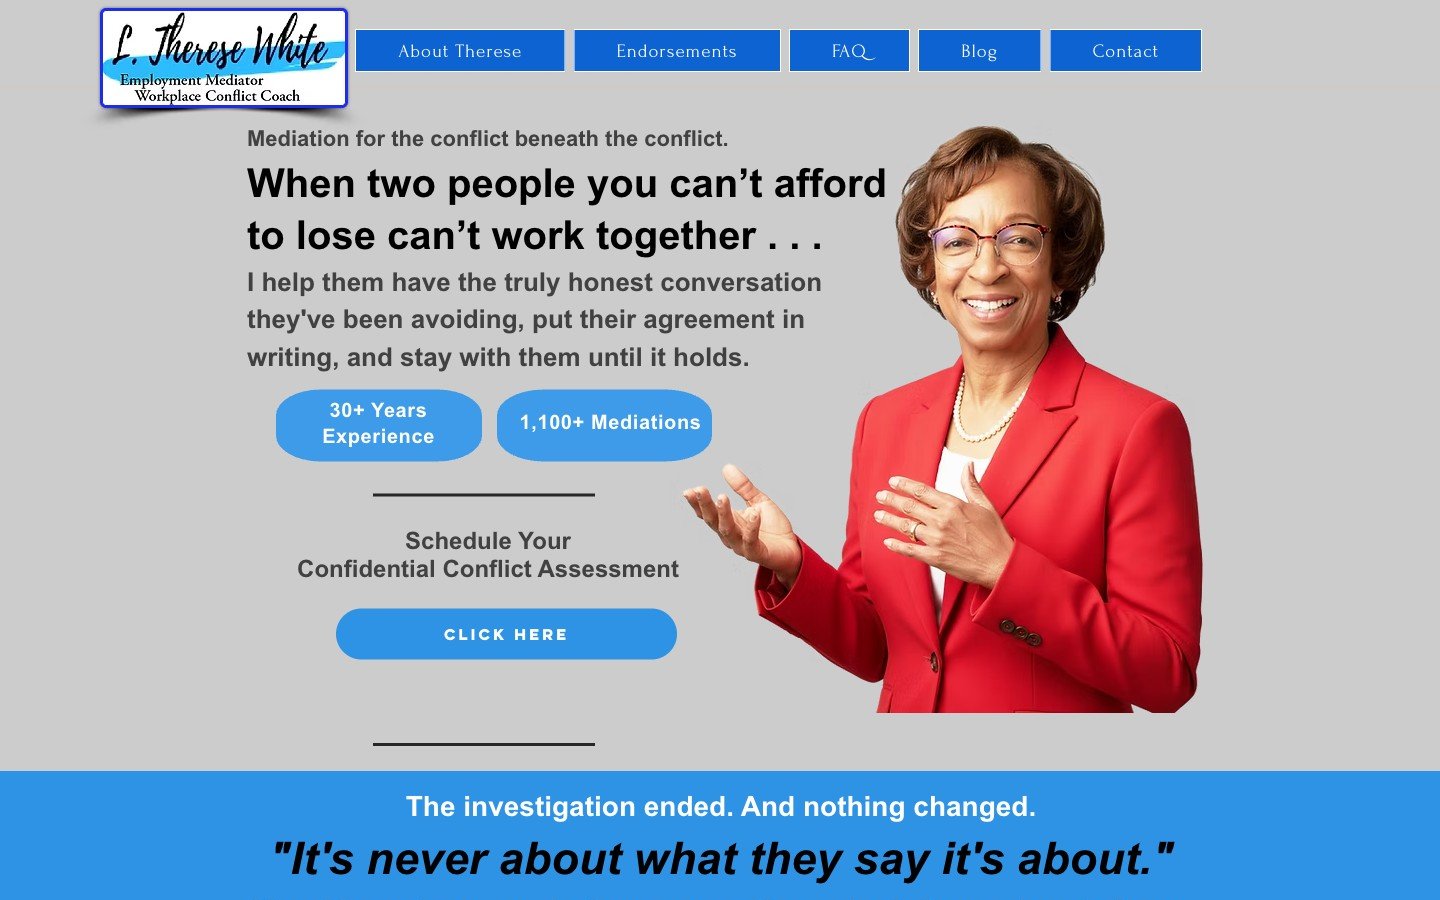 L. Therese White
Employment Mediator
Workplace Conflict Coach
About Therese
Endorsements
FAQ
Blog
Contact
Mediation for the conflict beneath the conflict.
When two people you can’t afford
to lose can’t work together . . .
I help them have the truly honest conversation
they've been avoiding, put their agreement in
writing, and stay with them until it holds.
30+ Years
Experience
1,100+ Mediations
Schedule Your
Confidential Conflict Assessment
CLICK HERE
The investigation ended. And nothing changed.
"It's never about what they say it's about."